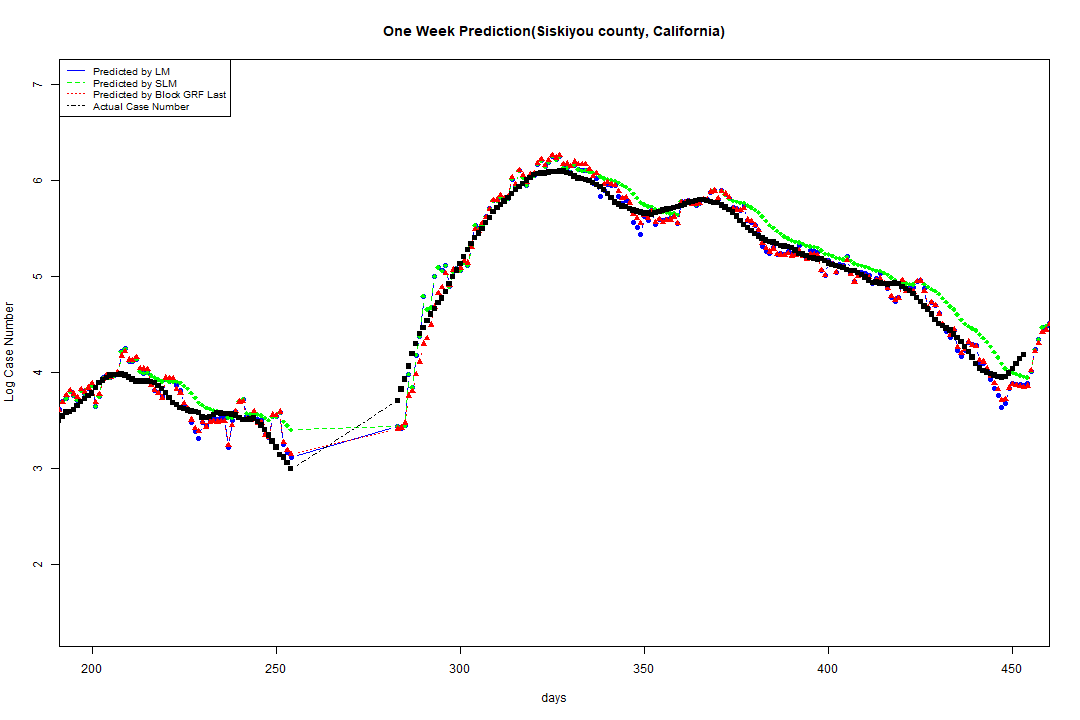 One Week Prediction(Siskiyou county, California)
Predicted by LM
Predicted by SLM
Predicted by Block GRF Last
Actual Case Number
7
6
5
4
3
2
Log Case Number
200 250 300 350 400 450
days